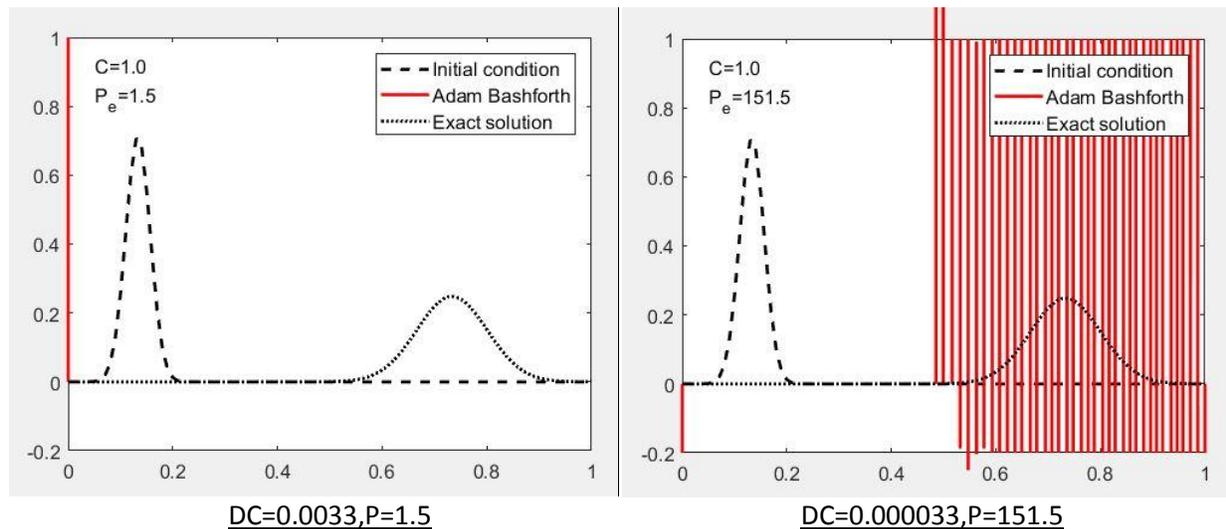 1
0.8
0.6
0.4
0.2
0
-0.2
0
0.2
0.4
0.6
0.8
1
C=1.0
Pe=1.5
Initial condition
Adam Bashforth
Exact solution
DC=0.0033,P=1.5
1
0.8
0.6
0.4
0.2
0
-0.2
0
0.2
0.4
0.6
0.8
1
C=1.0
Pe=151.5
Initial condition
Adam Bashforth
Exact solution
DC=0.000033,P=151.5